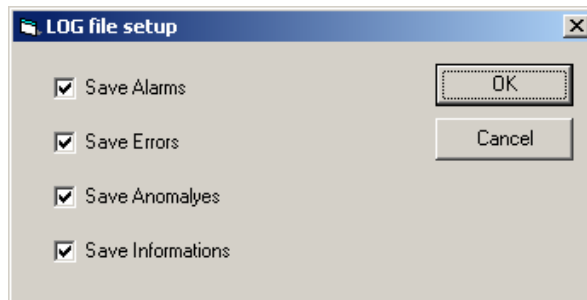 LOG file setup
Save Alarms
OK
Save Errors
Cancel
Save Anomalyes
Save Informations